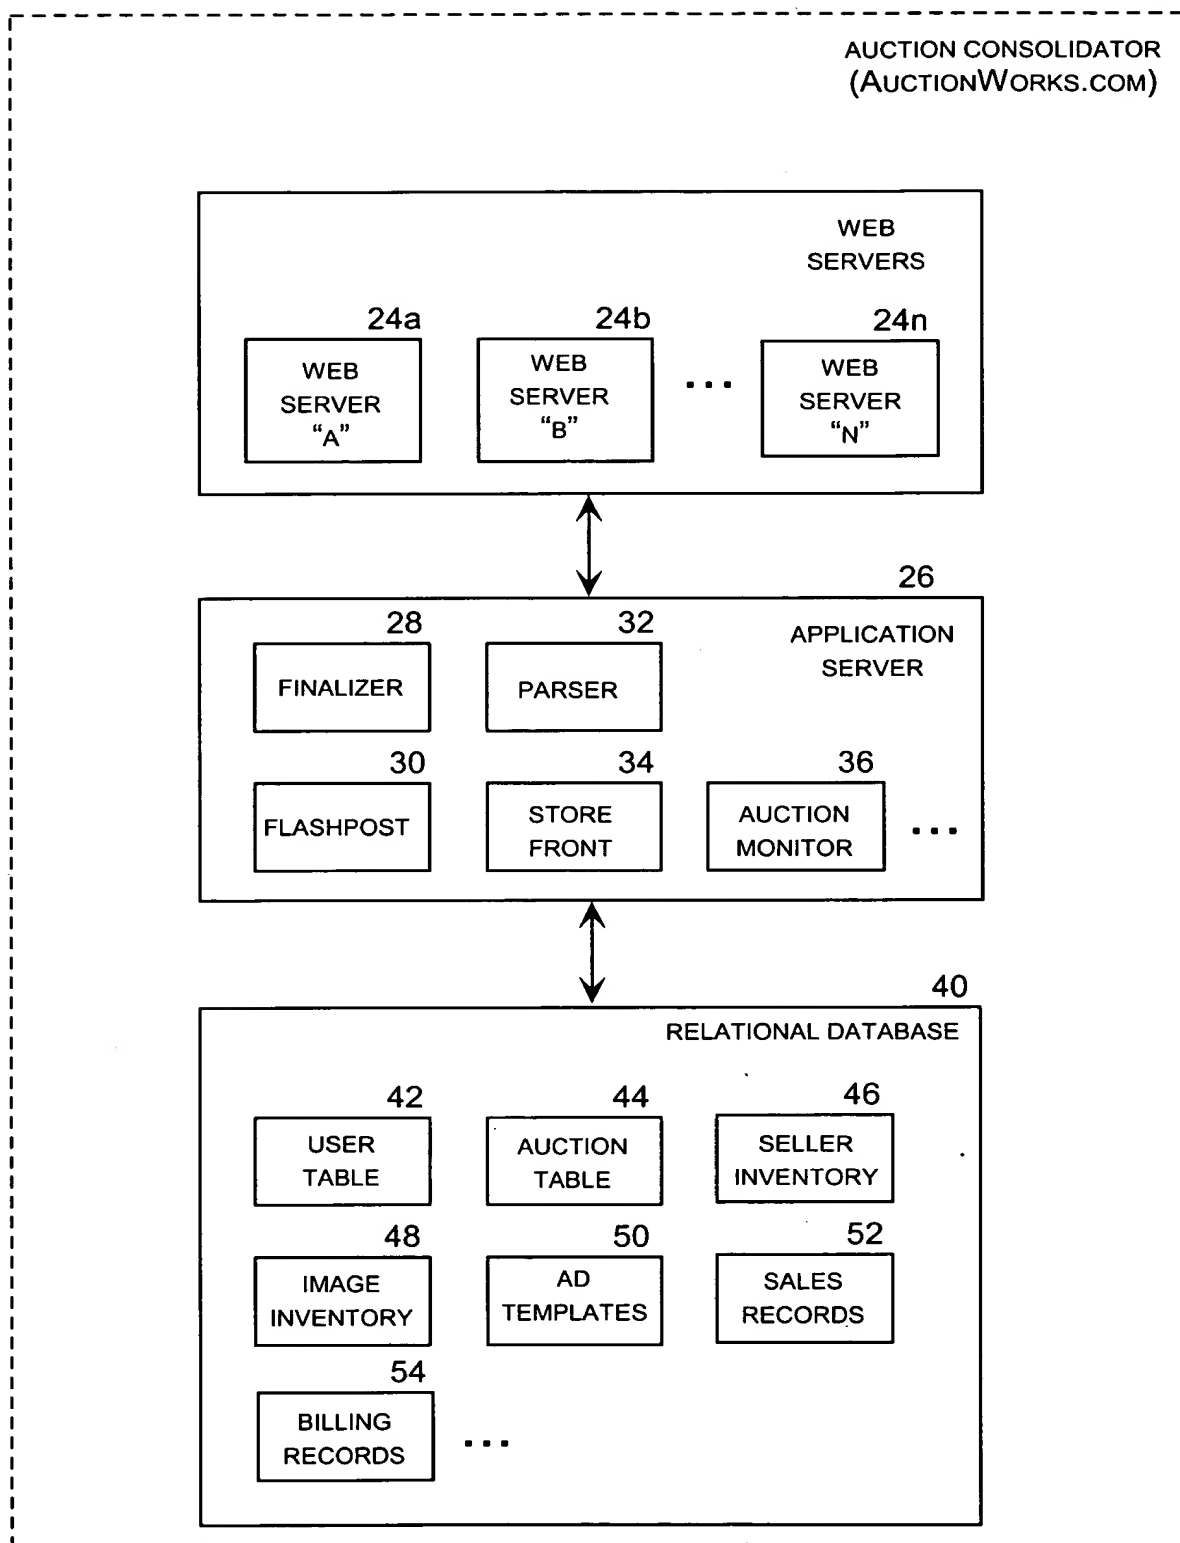 AUCTION CONSOLIDATOR
(AUCTIONWORKS.COM)
WEB
SERVERS
24a
WEB
SERVER
“A”
24b
WEB
SERVER
“B”
...
24n
WEB
SERVER
“N”
26
APPLICATION
SERVER
28
FINALIZER
32
PARSER
30
FLASHPOST
34
STORE
FRONT
36
AUCTION
MONITOR
...
40
RELATIONAL DATABASE
42
USER
TABLE
44
AUCTION
TABLE
46
SELLER
INVENTORY
48
IMAGE
INVENTORY
50
AD
TEMPLATES
52
SALES
RECORDS
54
BILLING
RECORDS
...